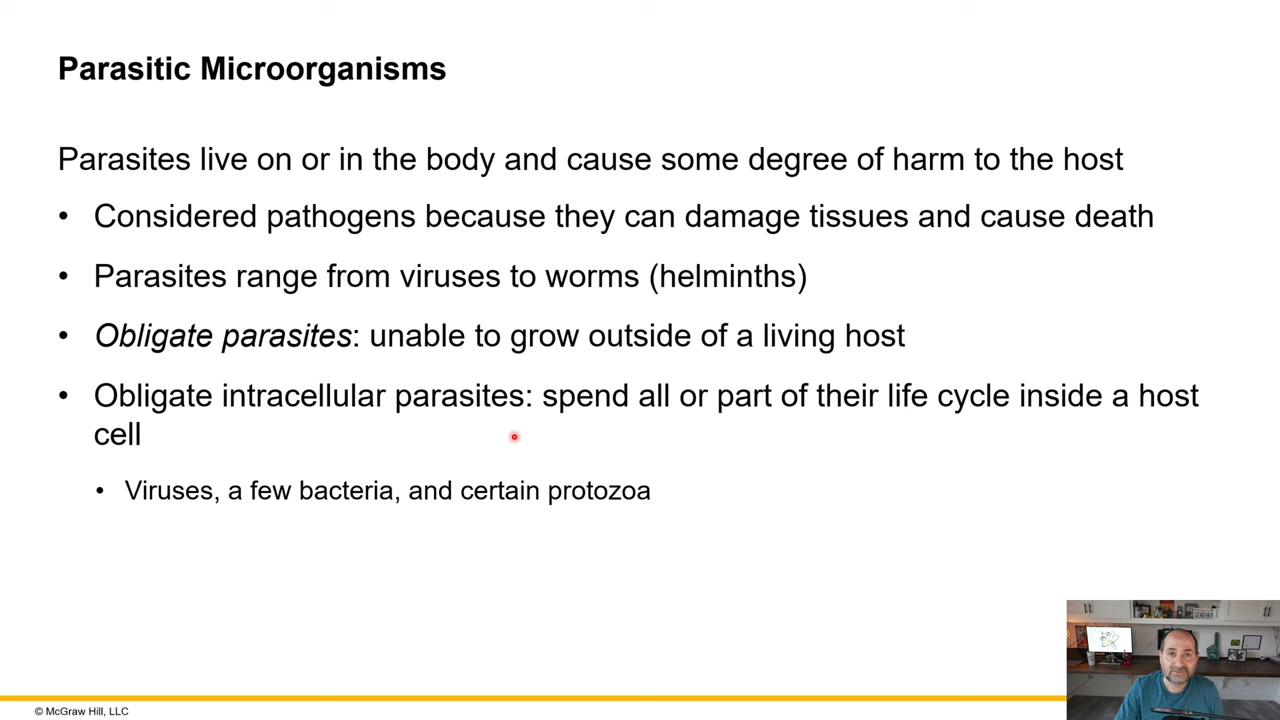 Parasitic Microorganisms
Parasites live on or in the body and cause some degree of harm to the host
• Considered pathogens because they can damage tissues and cause death
• Parasites range from viruses to worms (helminths)
• Obligate parasites: unable to grow outside of a living host
• Obligate intracellular parasites: spend all or part of their life cycle inside a host
cell
• Viruses, a few bacteria, and certain protozoa
© McGraw Hill, LLC